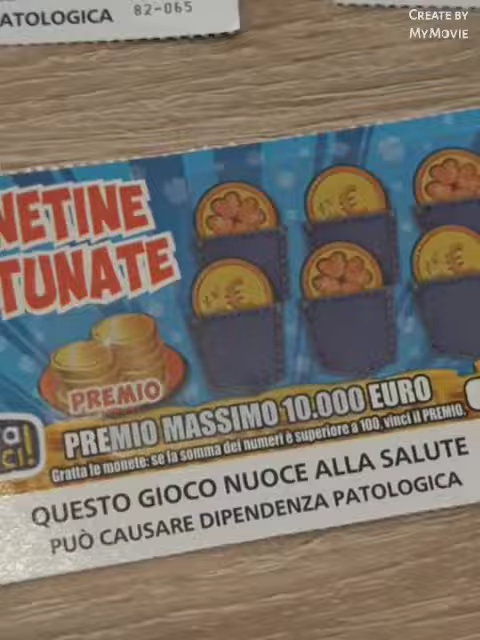 ATOLOGICA 82-065
CREATE BY
MYMOVIE
NETINE
TUNATE
PREMIO
a
ci!
PREMIO MASSIMO 10.000 EURO
Gratta le monete: se la somma dei numeri è superiore a 100, vinci il PREMIO.
QUESTO GIOCO NUOCE ALLA SALUTE
PUÒ CAUSARE DIPENDENZA PATOLOGICA